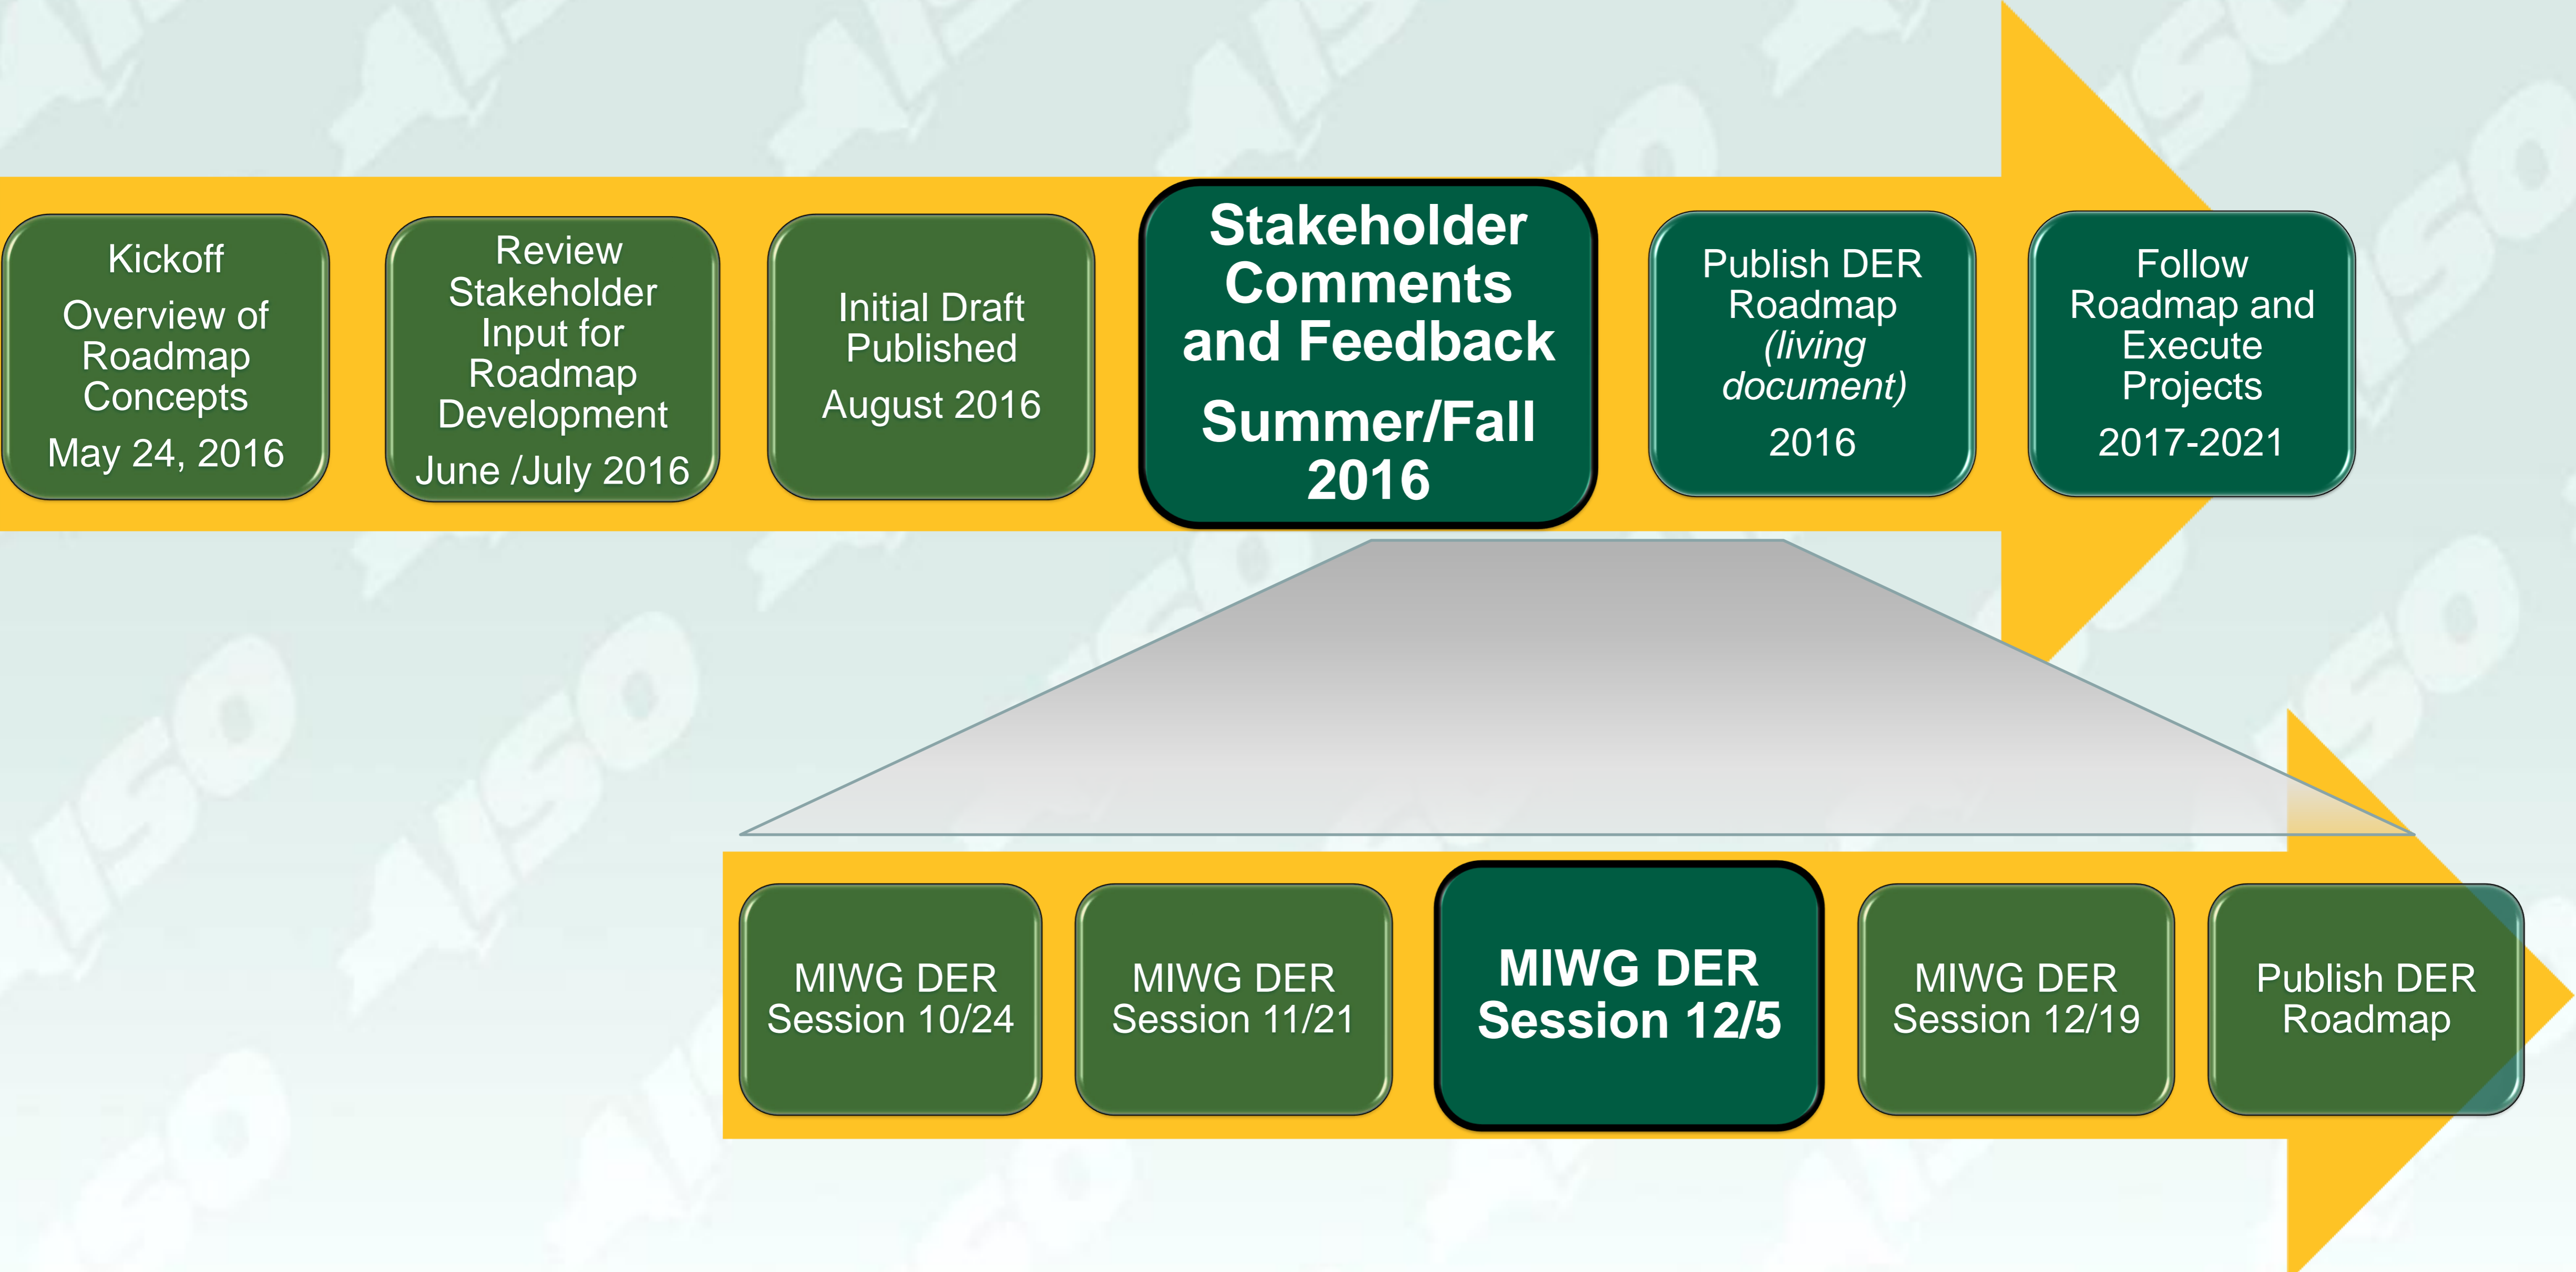 Kickoff
Overview of
Roadmap
Concepts
May 24, 2016
Review
Stakeholder
Input for
Roadmap
Development
June /July 2016
Initial Draft
Published
August 2016
Stakeholder
Comments
and Feedback
Summer/Fall
2016
Publish DER
Roadmap
(living
document)
2016
Follow
Roadmap and
Execute
Projects
2017-2021
MIWG DER
Session 10/24
MIWG DER
Session 11/21
MIWG DER
Session 12/5
MIWG DER
Session 12/19
Publish DER
Roadmap